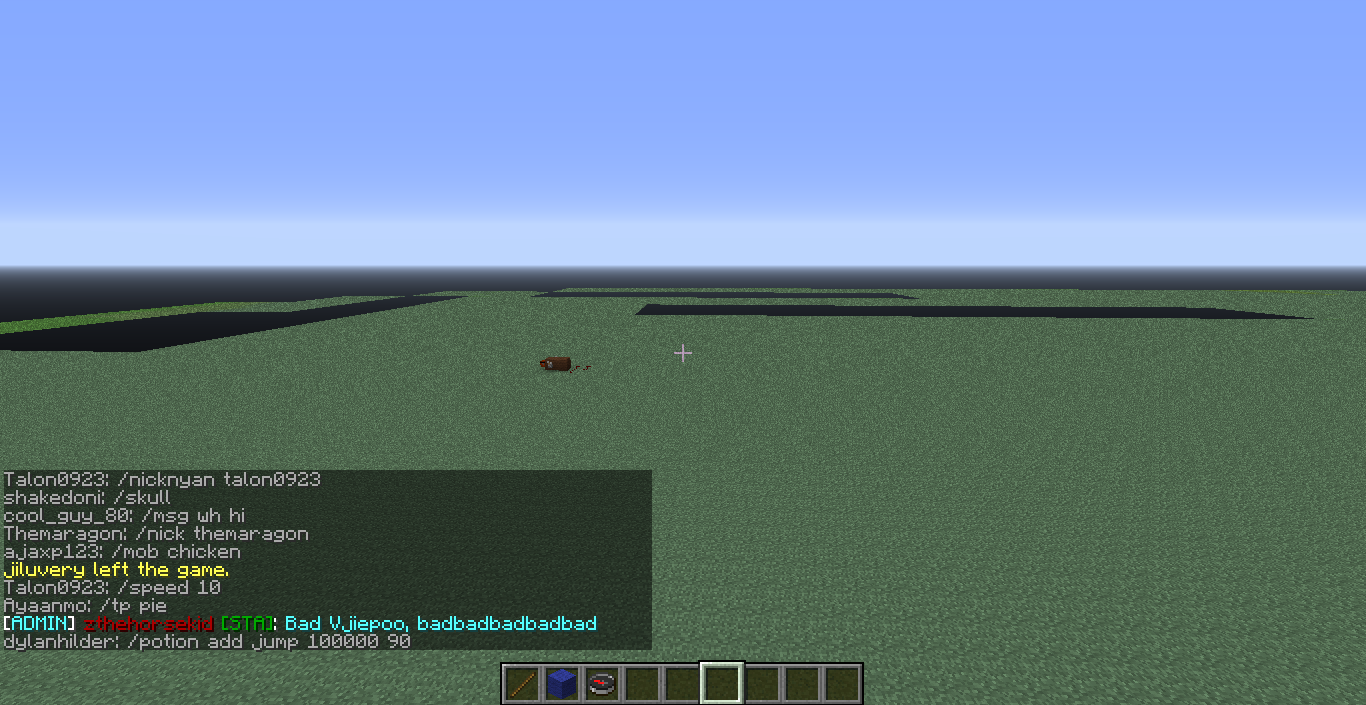 Talon0923: /nicknyan talon0923
shakedoni: /skull
cool_guy_80: /msg wh hi
Themaragon: /nick themaragon
ajaxp123: /mob chicken
jiluvery left the game.
Talon0923: /speed 10
Ayaanmo: /tp pie
[ADMIN] zthehorsekid [STA]: Bad Vjiepoo, badbadbadbadbad
dylanhilder: /potion add jump 100000 90